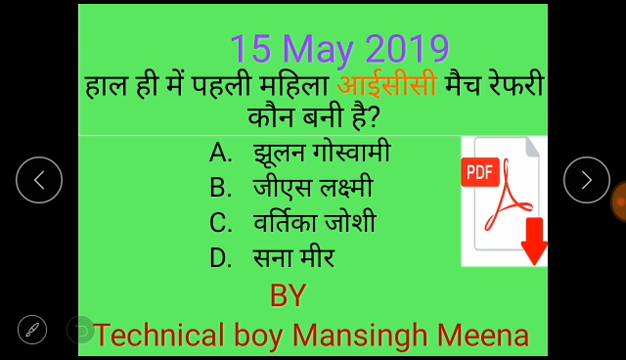 15 May 2019
हाल ही में पहली महिला आईसीसी मैच रेफरी
कौन बनी है?
A. झूलन गोस्वामी
B. जीएस लक्ष्मी
C. वर्तिका जोशी
D. सना मीर
PDF
BY
Technical boy Mansingh Meena